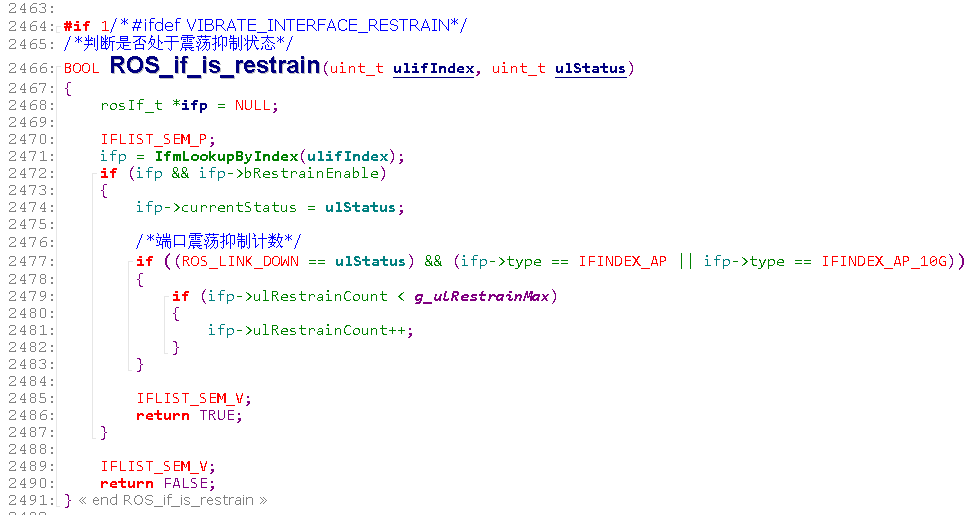 2463:
2464: #if 1/*#ifdef VIBRATE_INTERFACE_RESTRAIN*/
2465: /*判断是否处于震荡抑制状态*/
2466: BOOL ROS_if_is_restrain(uint_t ulifIndex, uint_t ulStatus)
2467: {
2468: rosIf_t *ifp = NULL;
2469:
2470: IFLIST_SEM_P;
2471: ifp = IfmLookupByIndex(ulifIndex);
2472: if (ifp && ifp->bRestrainEnable)
2473: {
2474: ifp->currentStatus = ulStatus;
2475:
2476: /*端口震荡抑制计数*/
2477: if ((ROS_LINK_DOWN == ulStatus) && (ifp->type == IFINDEX_AP || ifp->type == IFINDEX_AP_10G))
2478: {
2479: if (ifp->ulRestrainCount < g_ulRestrainMax)
2480: {
2481: ifp->ulRestrainCount++;
2482: }
2483: }
2484:
2485: IFLIST_SEM_V;
2486: return TRUE;
2487: }
2488:
2489: IFLIST_SEM_V;
2490: return FALSE;
2491: } « end ROS_if_is_restrain »